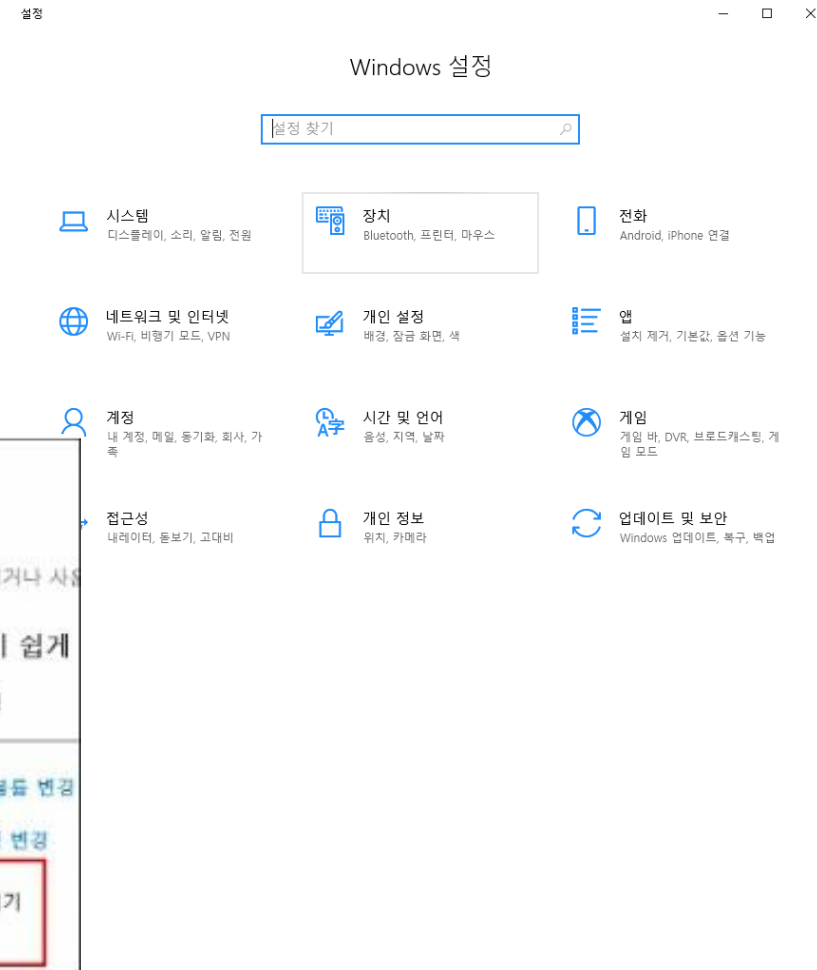 설정
Windows 설정
설정 찾기
시스템
디스플레이, 소리, 알림, 전원
장치
Bluetooth, 프린터, 마우스
전화
Android, iPhone 연결
네트워크 및 인터넷
Wi-Fi, 비행기 모드, VPN
개인 설정
배경, 잠금 화면, 색
앱
설치 제거, 기본값, 옵션 기능
계정
내 계정, 메일, 동기화, 회사, 가
족
시간 및 언어
음성, 지역, 날짜
게임
게임 바, DVR, 브로드캐스팅, 게
임 모드
접근성
내레이터, 돋보기, 고대비
개인 정보
위치, 카메라
업데이트 및 보안
Windows 업데이트, 복구, 백업
거나
쉽게
변경
변경
기